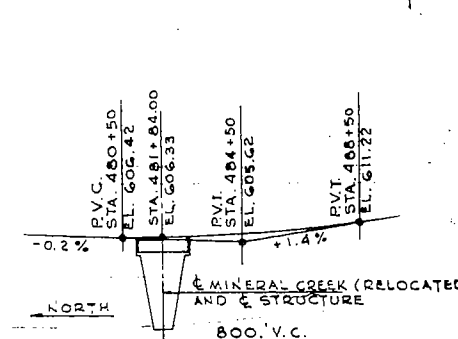 P.V.C.
STA. 480+50
EL. 606.42
STA. 481+84.00
EL. 606.33
P.V.I.
STA. 484+50
EL. 605.62
P.V.T.
STA. 488+50
EL. 611.22
-0.2%
+1.4%
℄ MINERAL CREEK (RELOCATED
AND ℄ STRUCTURE
NORTH
800.' V.C.